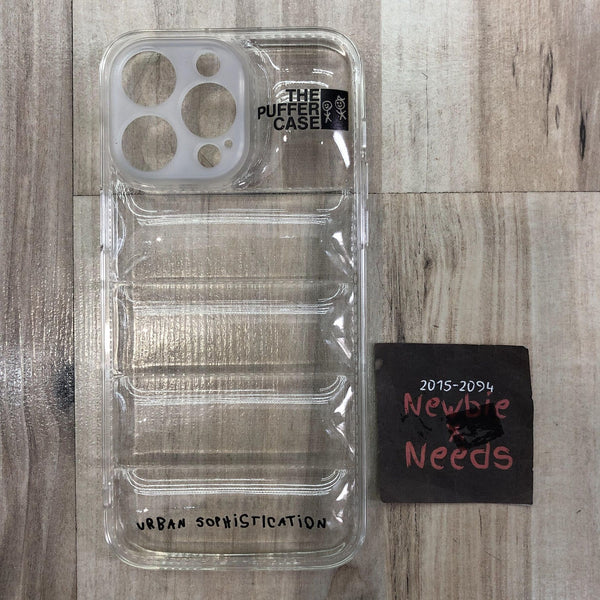 THE
PUFFER
CASE
URBAN SOPHISTICATION
2015-2094
Newbie
X
Needs